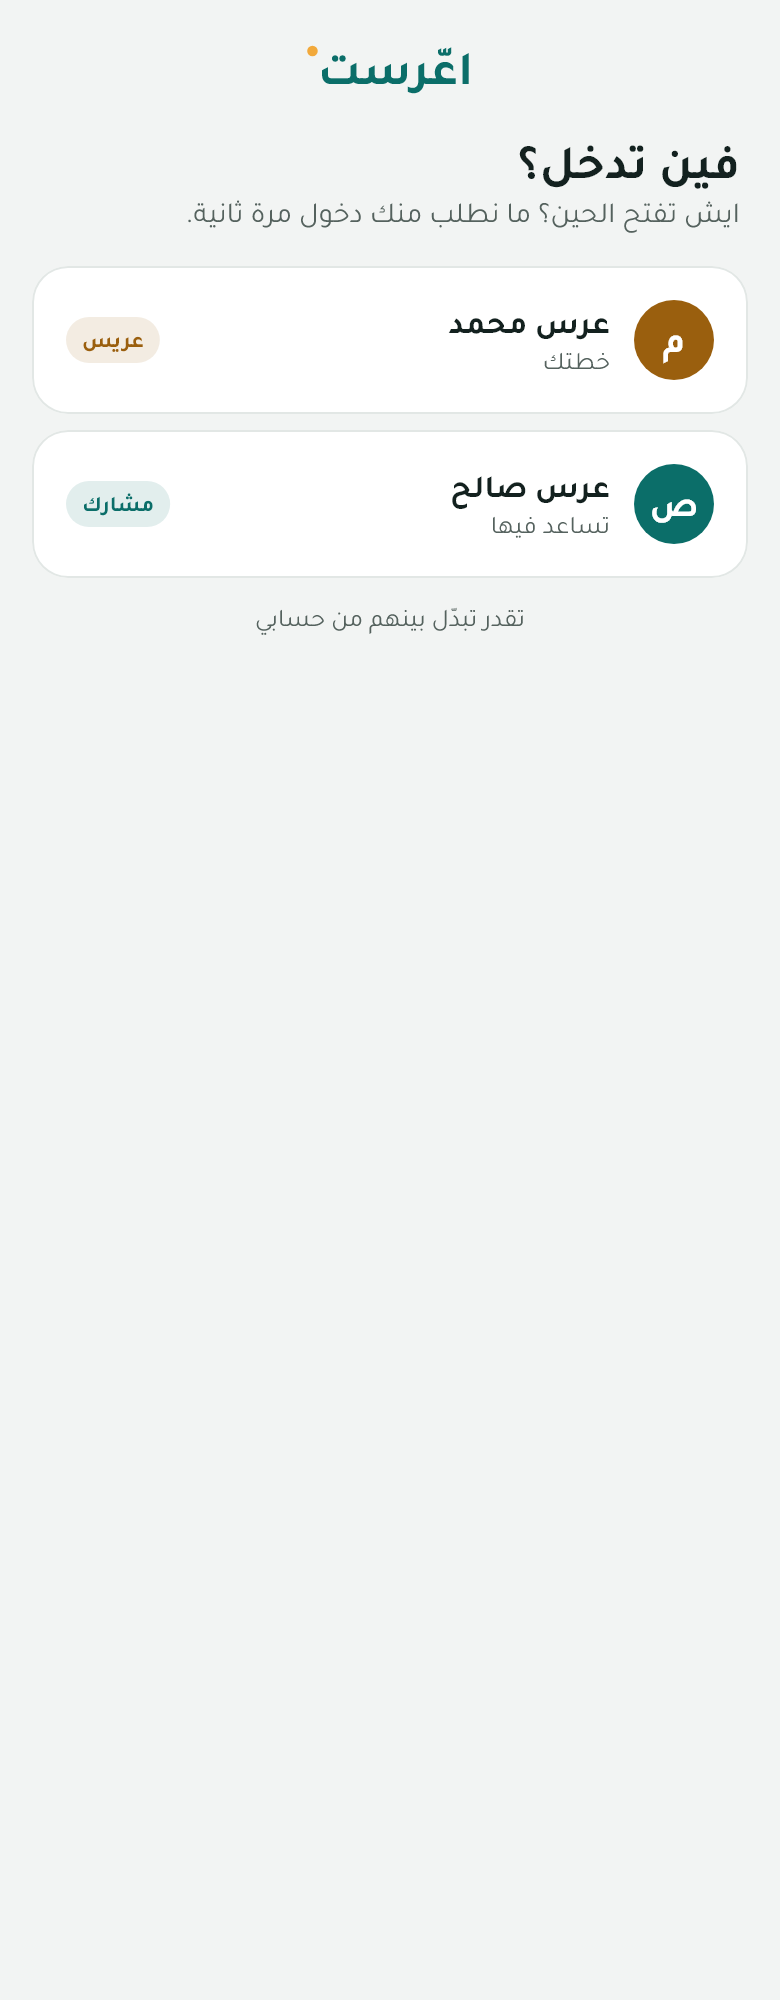 اعّرست
فين تدخل؟
ايش تفتح الحين؟ ما نطلب منك دخول مرة ثانية.
م
عرس محمد
خطتك
عريس
ص
عرس صالح
تساعد فيها
مشارك
تقدر تبدّل بينهم من حسابي